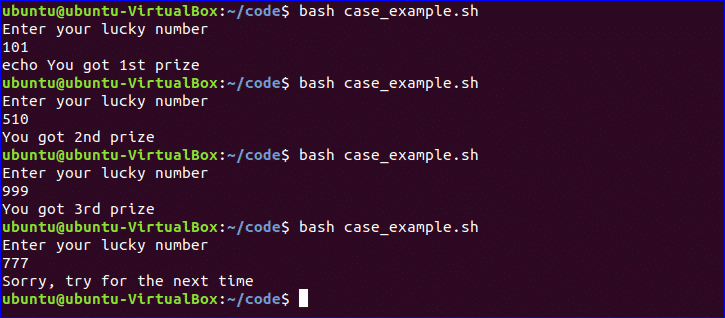 ubuntu@ubuntu-VirtualBox:~/code$ bash case_example.sh
Enter your lucky number
101
echo You got 1st prize
ubuntu@ubuntu-VirtualBox:~/code$ bash case_example.sh
Enter your lucky number
510
You got 2nd prize
ubuntu@ubuntu-VirtualBox:~/code$ bash case_example.sh
Enter your lucky number
999
You got 3rd prize
ubuntu@ubuntu-VirtualBox:~/code$ bash case_example.sh
Enter your lucky number
777
Sorry, try for the next time
ubuntu@ubuntu-VirtualBox:~/code$